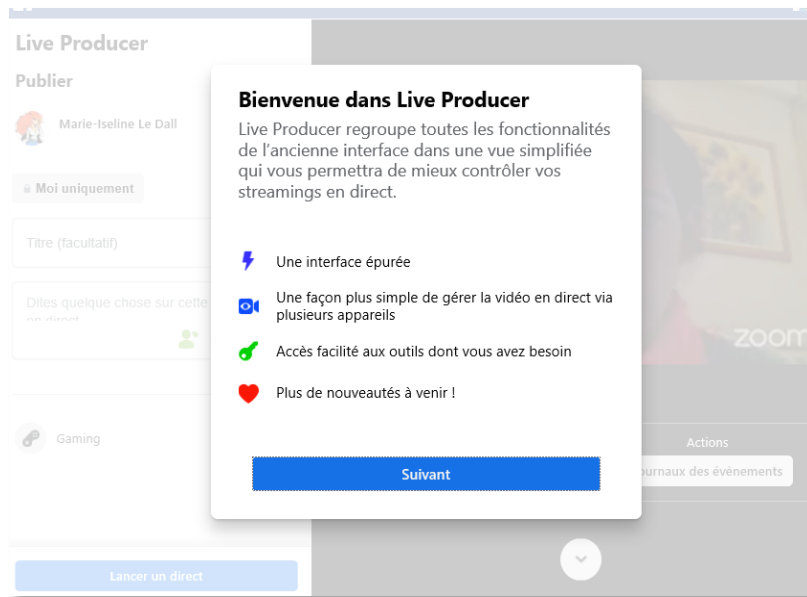 Live Producer
Publier
Marie-Iseline Le Dall
Moi uniquement
Titre (facultatif)
Dites quelque chose sur cette
en direct
Gaming
Lancer un direct
Bienvenue dans Live Producer
Live Producer regroupe toutes les fonctionnalités
de l'ancienne interface dans une vue simplifiée
qui vous permettra de mieux contrôler vos
streamings en direct.
Une interface épurée
Une façon plus simple de gérer la vidéo en direct via
plusieurs appareils
Accès facilité aux outils dont vous avez besoin
Plus de nouveautés à venir !
Suivant
zoom
Actions
ournaux des évènements